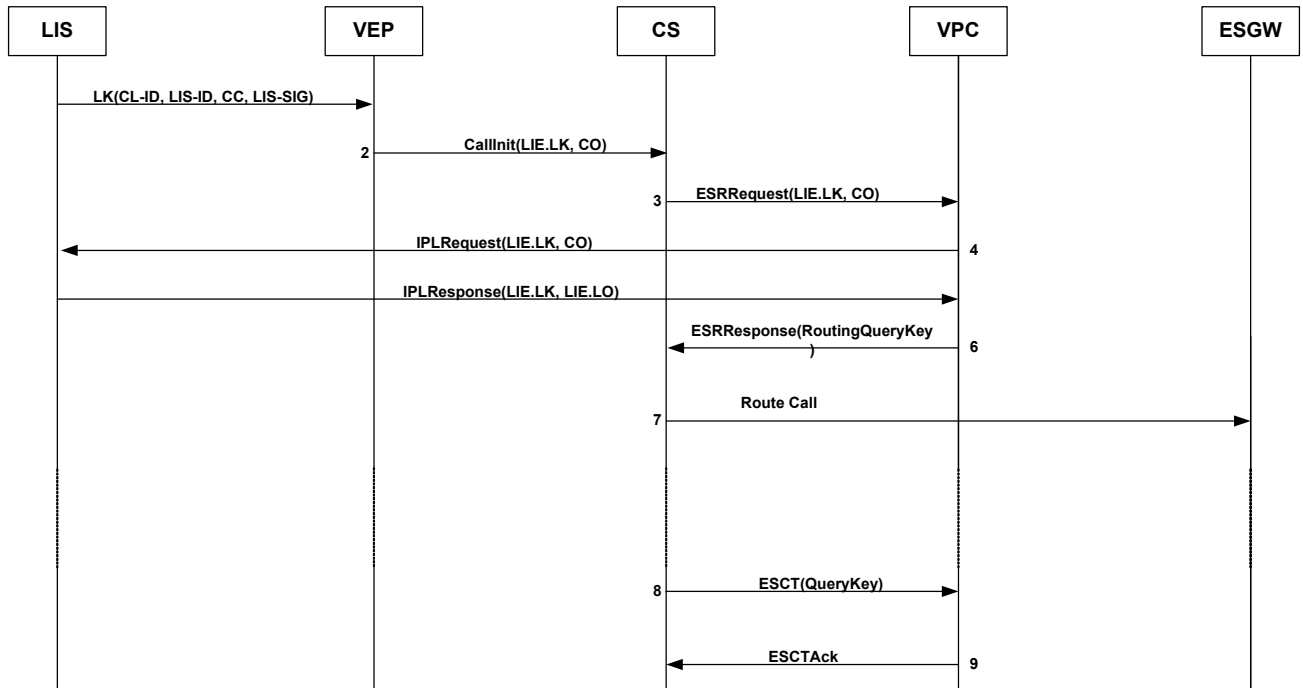 LIS
VEP
CS
VPC
ESGW
LK(CL-ID, LIS-ID, CC, LIS-SIG)
2
CallInit(LIE.LK, CO)
3
ESRRequest(LIE.LK, CO)
IPLRequest(LIE.LK, CO)
4
IPLResponse(LIE.LK, LIE.LO)
ESRResponse(RoutingQueryKey
)
6
Route Call
7
8
ESCT(QueryKey)
ESCTAck
9